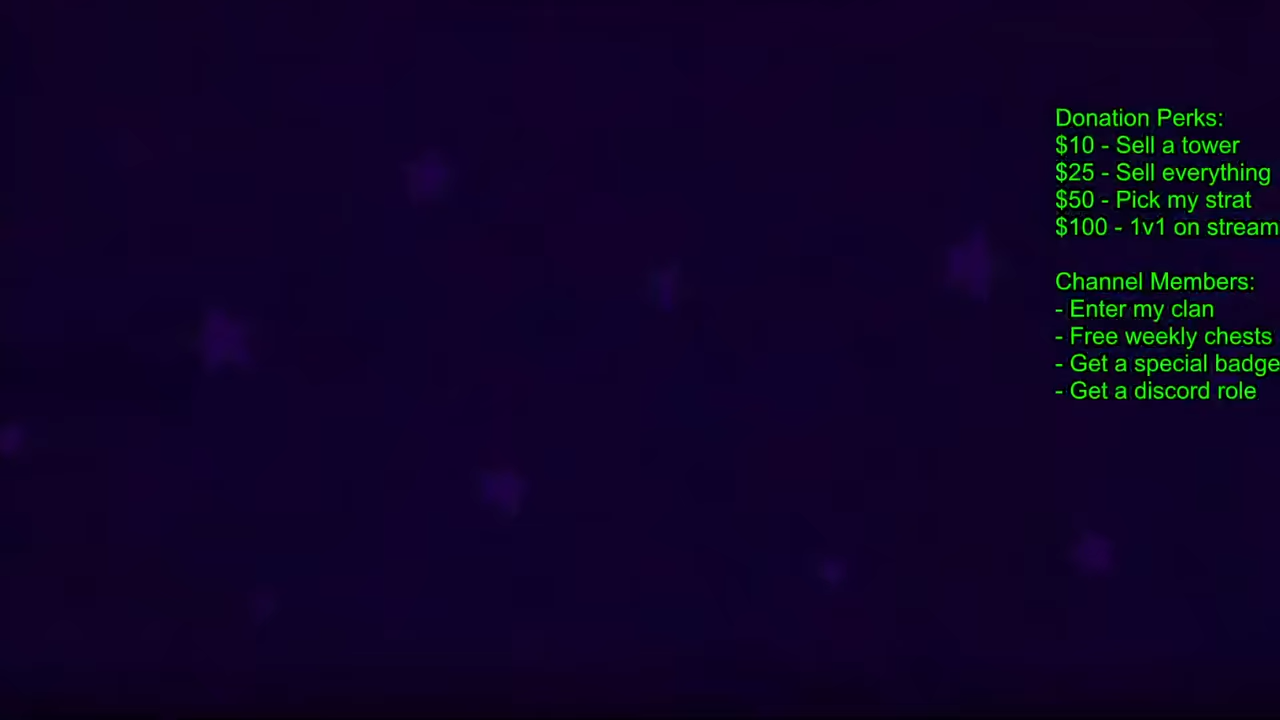 Donation Perks:
$10 - Sell a tower
$25 - Sell everything
$50 - Pick my strat
$100 - 1v1 on stream
Channel Members:
- Enter my clan
- Free weekly chests
- Get a special badge
- Get a discord role